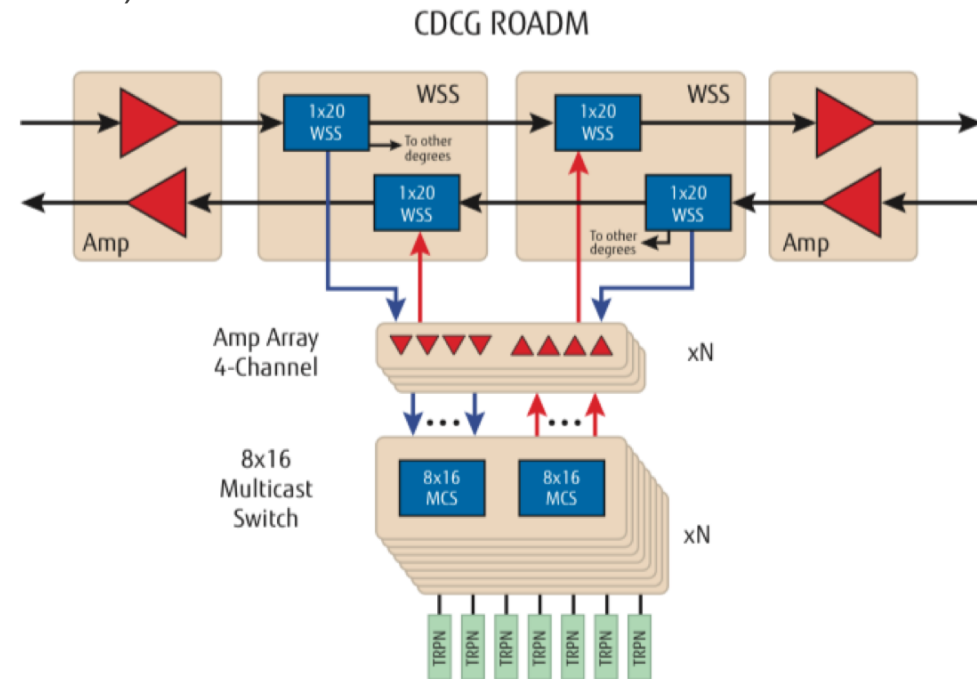 CDCG ROADM
WSS
WSS
1x20
WSS
1x20
WSS
To other
degrees
1x20
WSS
1x20
WSS
To other
degrees
Amp
Amp
Amp Array
4-Channel
xN
8x16
Multicast
Switch
8x16
MCS
8x16
MCS
xN
TRPN
TRPN
TRPN
TRPN
TRPN
TRPN
TRPN